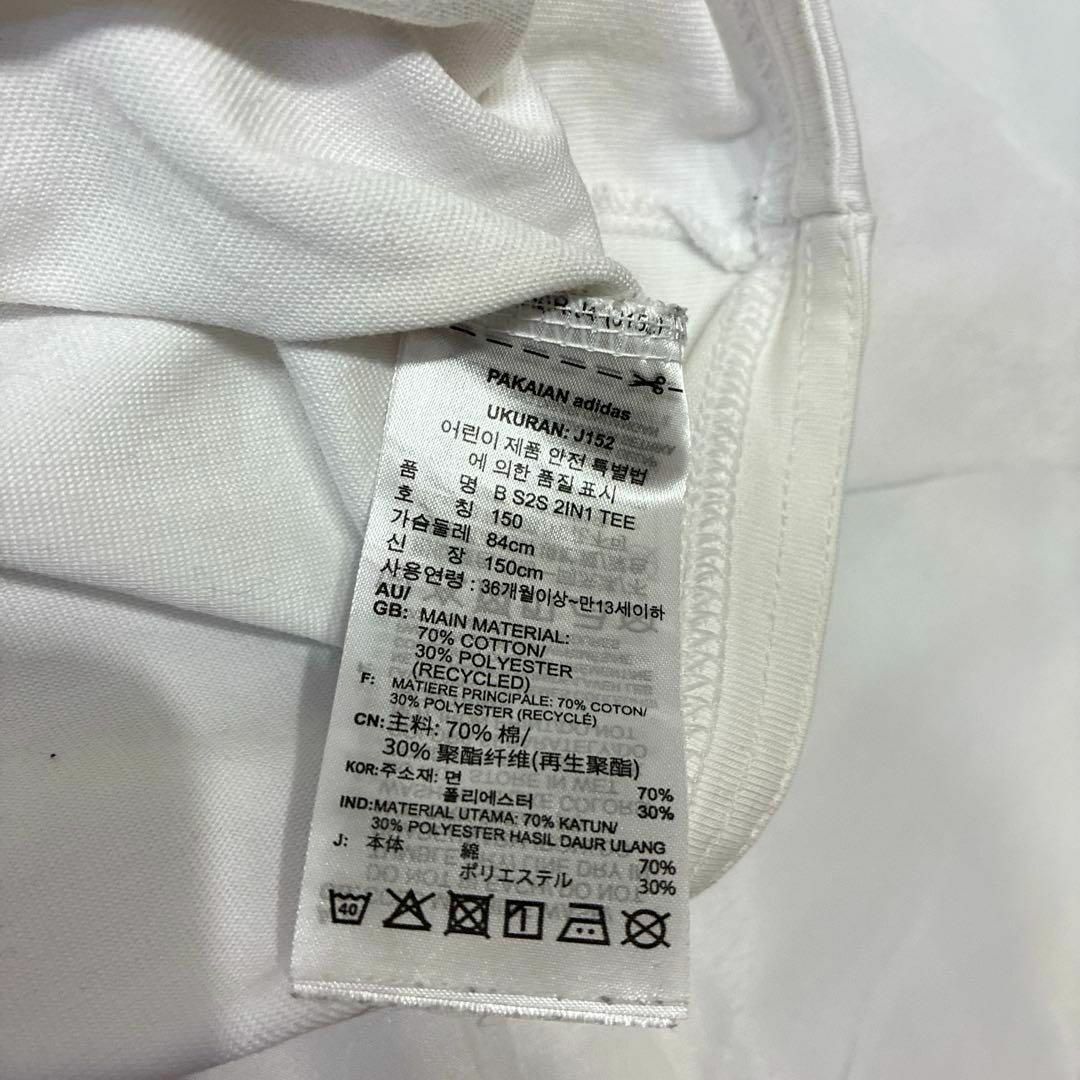 PAKAIAN adidas
UKURAN: J152
어린이 제품 안전 특별법
에 의한 품질 표시
품 명 B S2S 2IN1 TEE
호 칭 150
가슴둘레 84cm
신 장 150cm
사용연령 : 36개월이상~만13세이하
AU/
GB: MAIN MATERIAL:
70% COTTON/
30% POLYESTER
(RECYCLED)
F: MATIERE PRINCIPALE: 70% COTON/
30% POLYESTER (RECYCLÉ)
CN: 主料: 70% 棉/
30% 聚酯纤维(再生聚酯)
KOR: 주소재: 면 70%
폴리에스터 30%
IND: MATERIAL UTAMA: 70% KATUN/
30% POLYESTER HASIL DAUR ULANG
J: 本体 綿 70%
ポリエステル 30%
40